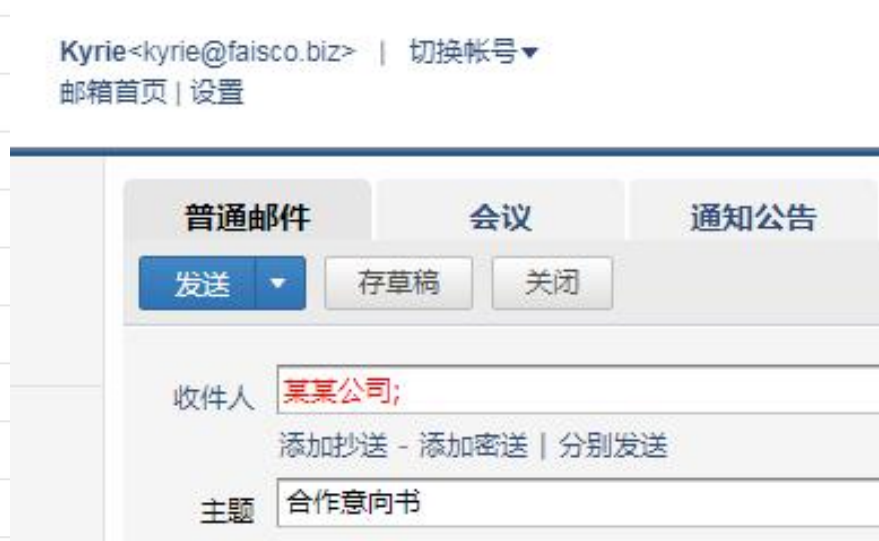 Kyrie<kyrie@faisco.biz> | 切换帐号▾
邮箱首页 | 设置
普通邮件 会议 通知公告
发送 存草稿 关闭
收件人 某某公司;
添加抄送 - 添加密送 | 分别发送
主题 合作意向书